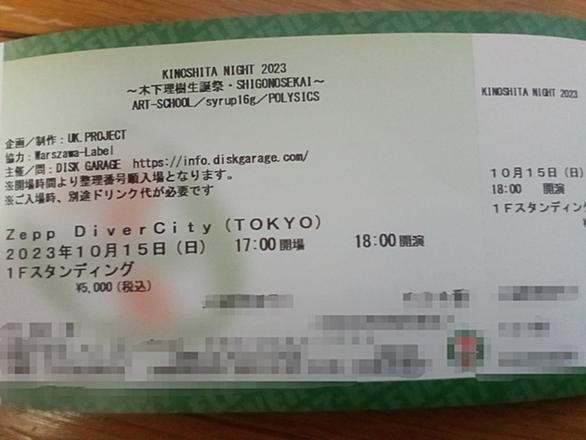 KINOSHITA NIGHT 2023
～木下理樹生誕祭・SHIGONOSEKAI～
ART-SCHOOL／syrup16g／POLYSICS
企画／制作：UK.PROJECT
協力：Warszawa-Label
主催／問：DISK GARAGE https://info.diskgarage.com/
※開場時間より整理番号順入場となります。
※ご入場時、別途ドリンク代が必要です
Zepp DiverCity（TOKYO）
2023年10月15日（日） 17:00開場 18:00開演
1Fスタンディング
¥5,000（税込）
KINOSHITA NIGHT 2023
10月15日（日）
18:00 開演
1Fスタンディン